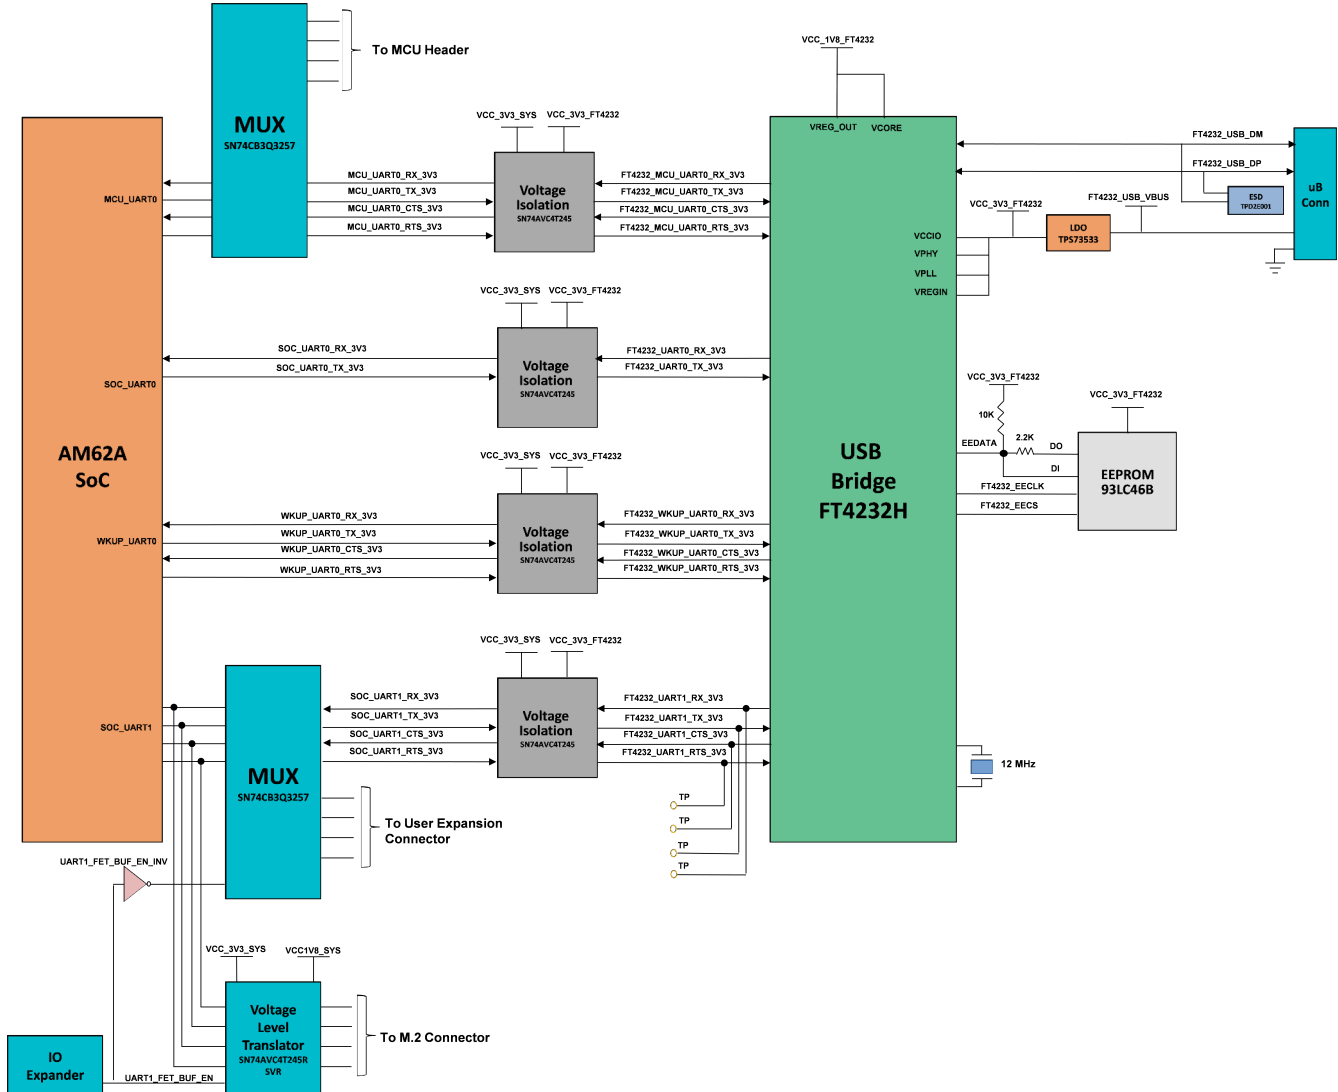 To MCU Header
MUX
SN74CB3Q3257
VCC_1V8_FT4232
VREG_OUT
VCORE
VCC_3V3_SYS
VCC_3V3_FT4232
MCU_UART0
MCU_UART0_RX_3V3
MCU_UART0_TX_3V3
MCU_UART0_CTS_3V3
MCU_UART0_RTS_3V3
Voltage
Isolation
SN74AVC4T245
FT4232_MCU_UART0_RX_3V3
FT4232_MCU_UART0_TX_3V3
FT4232_MCU_UART0_CTS_3V3
FT4232_MCU_UART0_RTS_3V3
FT4232_USB_DM
FT4232_USB_DP
uB
Conn
ESD
TPD2E001
FT4232_USB_VBUS
VCC_3V3_FT4232
LDO
TPS73533
VCCIO
VPHY
VPLL
VREGIN
VCC_3V3_SYS
VCC_3V3_FT4232
SOC_UART0
SOC_UART0_RX_3V3
SOC_UART0_TX_3V3
Voltage
Isolation
SN74AVC4T245
FT4232_UART0_RX_3V3
FT4232_UART0_TX_3V3
AM62A
SoC
USB
Bridge
FT4232H
VCC_3V3_FT4232
10K
EEDATA
2.2K
DO
DI
FT4232_EECLK
FT4232_EECS
VCC_3V3_FT4232
EEPROM
93LC46B
VCC_3V3_SYS
VCC_3V3_FT4232
WKUP_UART0
WKUP_UART0_RX_3V3
WKUP_UART0_TX_3V3
WKUP_UART0_CTS_3V3
WKUP_UART0_RTS_3V3
Voltage
Isolation
SN74AVC4T245
FT4232_WKUP_UART0_RX_3V3
FT4232_WKUP_UART0_TX_3V3
FT4232_WKUP_UART0_CTS_3V3
FT4232_WKUP_UART0_RTS_3V3
VCC_3V3_SYS
VCC_3V3_FT4232
SOC_UART1
MUX
SN74CB3Q3257
SOC_UART1_RX_3V3
SOC_UART1_TX_3V3
SOC_UART1_CTS_3V3
SOC_UART1_RTS_3V3
Voltage
Isolation
SN74AVC4T245
FT4232_UART1_RX_3V3
FT4232_UART1_TX_3V3
FT4232_UART1_CTS_3V3
FT4232_UART1_RTS_3V3
12 MHz
TP
TP
TP
TP
To User Expansion
Connector
UART1_FET_BUF_EN_INV
VCC_3V3_SYS
VCC1V8_SYS
Voltage
Level
Translator
SN74AVC4T245R
SVR
To M.2 Connector
IO
Expander
UART1_FET_BUF_EN